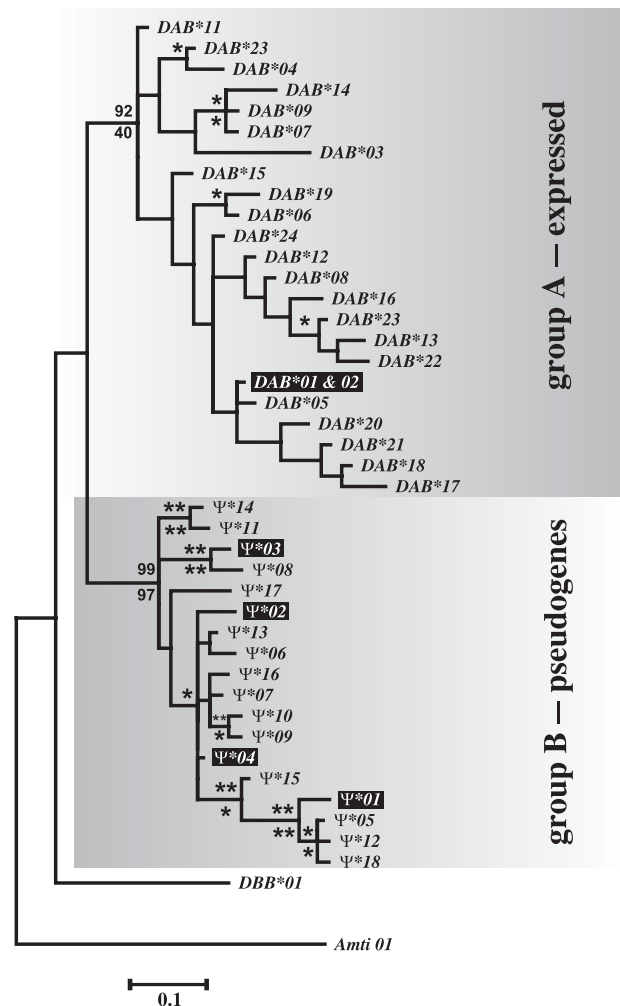 DAB*11
* DAB*23
DAB*04
* DAB*14
92
DAB*09
*
40
DAB*07
DAB*03
DAB*15
* DAB*19
DAB*06
DAB*24
DAB*12
DAB*08
DAB*16
* DAB*23
DAB*13
DAB*22
DAB*01 & 02
DAB*05
DAB*20
DAB*21
DAB*18
DAB*17
group A — expressed
** Ψ*14
** Ψ*11
** Ψ*03
99
** Ψ*08
97
Ψ*17
Ψ*02
Ψ*13
Ψ*06
Ψ*16
*
Ψ*07
** Ψ*10
* Ψ*09
Ψ*04
Ψ*15
**
** Ψ*01
*
Ψ*05
** *
Ψ*12
*
Ψ*18
group B — pseudogenes
DBB*01
Amti 01
0.1